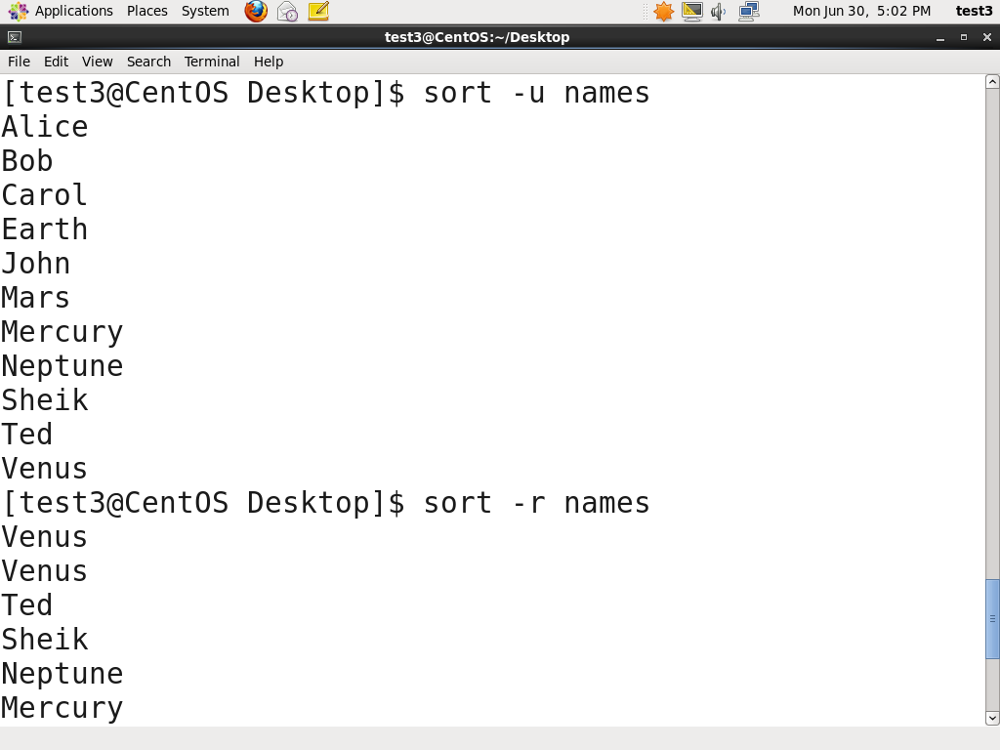 Applications Places System Mon Jun 30, 5:02 PM test3
test3@CentOS:~/Desktop
File Edit View Search Terminal Help
[test3@CentOS Desktop]$ sort -u names
Alice
Bob
Carol
Earth
John
Mars
Mercury
Neptune
Sheik
Ted
Venus
[test3@CentOS Desktop]$ sort -r names
Venus
Venus
Ted
Sheik
Neptune
Mercury